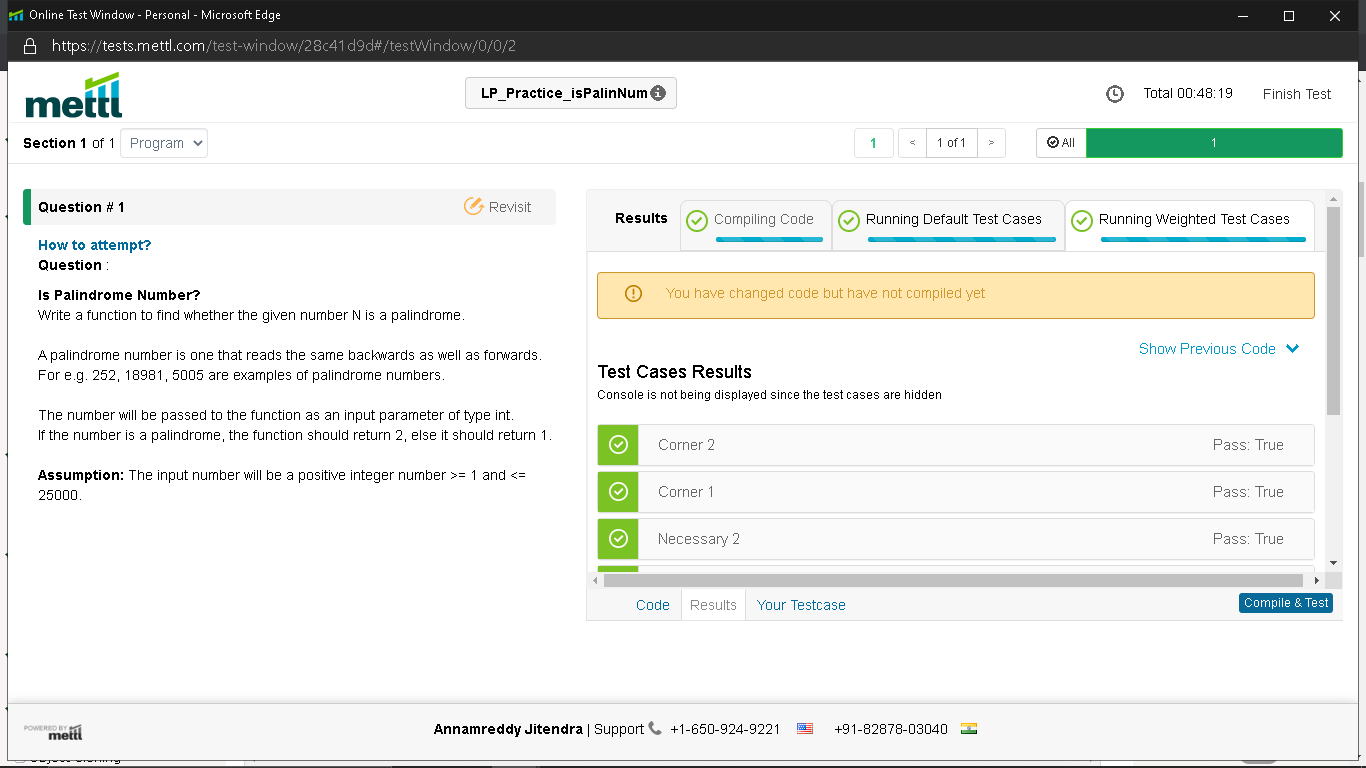 Online Test Window - Personal - Microsoft Edge
https://tests.mettl.com/test-window/28c41d9d#/testWindow/0/0/2
mettl
LP_Practice_isPalinNum
Total 00:48:19
Finish Test
Section 1 of 1
Program
1
<
1 of 1
>
All
1
Question # 1
Revisit
How to attempt?
Question :
Is Palindrome Number?
Write a function to find whether the given number N is a palindrome.
A palindrome number is one that reads the same backwards as well as forwards.
For e.g. 252, 18981, 5005 are examples of palindrome numbers.
The number will be passed to the function as an input parameter of type int.
If the number is a palindrome, the function should return 2, else it should return 1.
Assumption: The input number will be a positive integer number >= 1 and <=
25000.
Results
Compiling Code
Running Default Test Cases
Running Weighted Test Cases
You have changed code but have not compiled yet
Show Previous Code
Test Cases Results
Console is not being displayed since the test cases are hidden
Corner 2
Pass: True
Corner 1
Pass: True
Necessary 2
Pass: True
Code
Results
Your Testcase
Compile & Test
POWERED BY
mettl
Annamreddy Jitendra | Support
+1-650-924-9221
+91-82878-03040